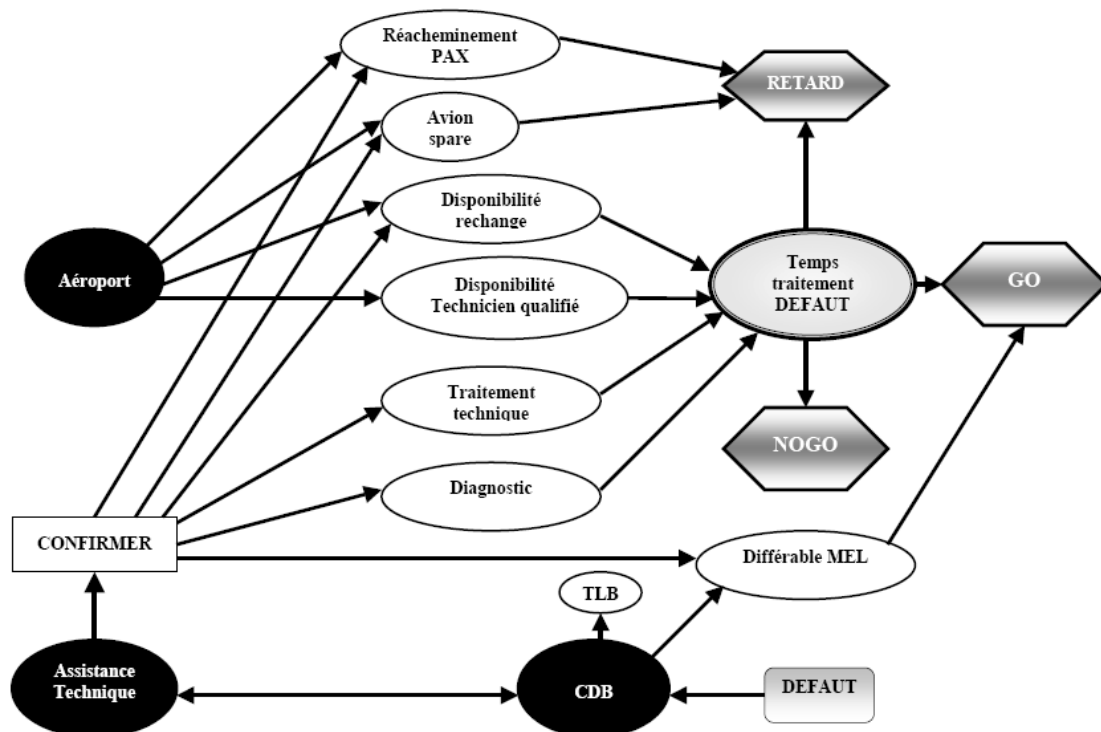 Réacheminement
PAX
RETARD
Avion
spare
Disponibilité
rechange
Aéroport
Temps
traitement
DEFAUT
GO
Disponibilité
Technicien qualifié
Traitement
technique
NOGO
Diagnostic
CONFIRMER
Différable MEL
TLB
Assistance
Technique
CDB
DEFAUT